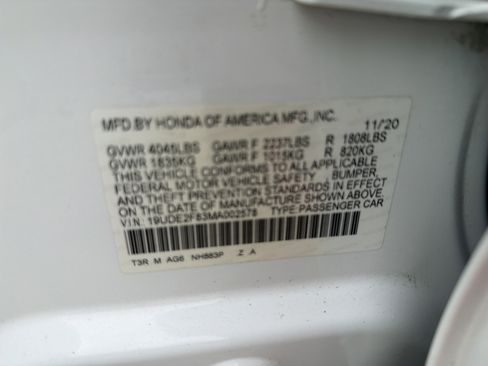 MFD.BY HONDA OF AMERICA MFG.,INC. 11/20
GVWR 4045LBS GAWR F 2237LBS R 1808LBS
GVWR 1835KG GAWR F 1015KG R 820KG
THIS VEHICLE CONFORMS TO ALL APPLICABLE
FEDERAL MOTOR VEHICLE SAFETY, BUMPER,
AND THEFT PREVENTION STANDARDS IN EFFECT
ON THE DATE OF MANUFACTURE SHOWN ABOVE.
VIN: 19UDE2F83MA002578 TYPE:PASSENGER CAR
T3R M AG6 NH883P Z A